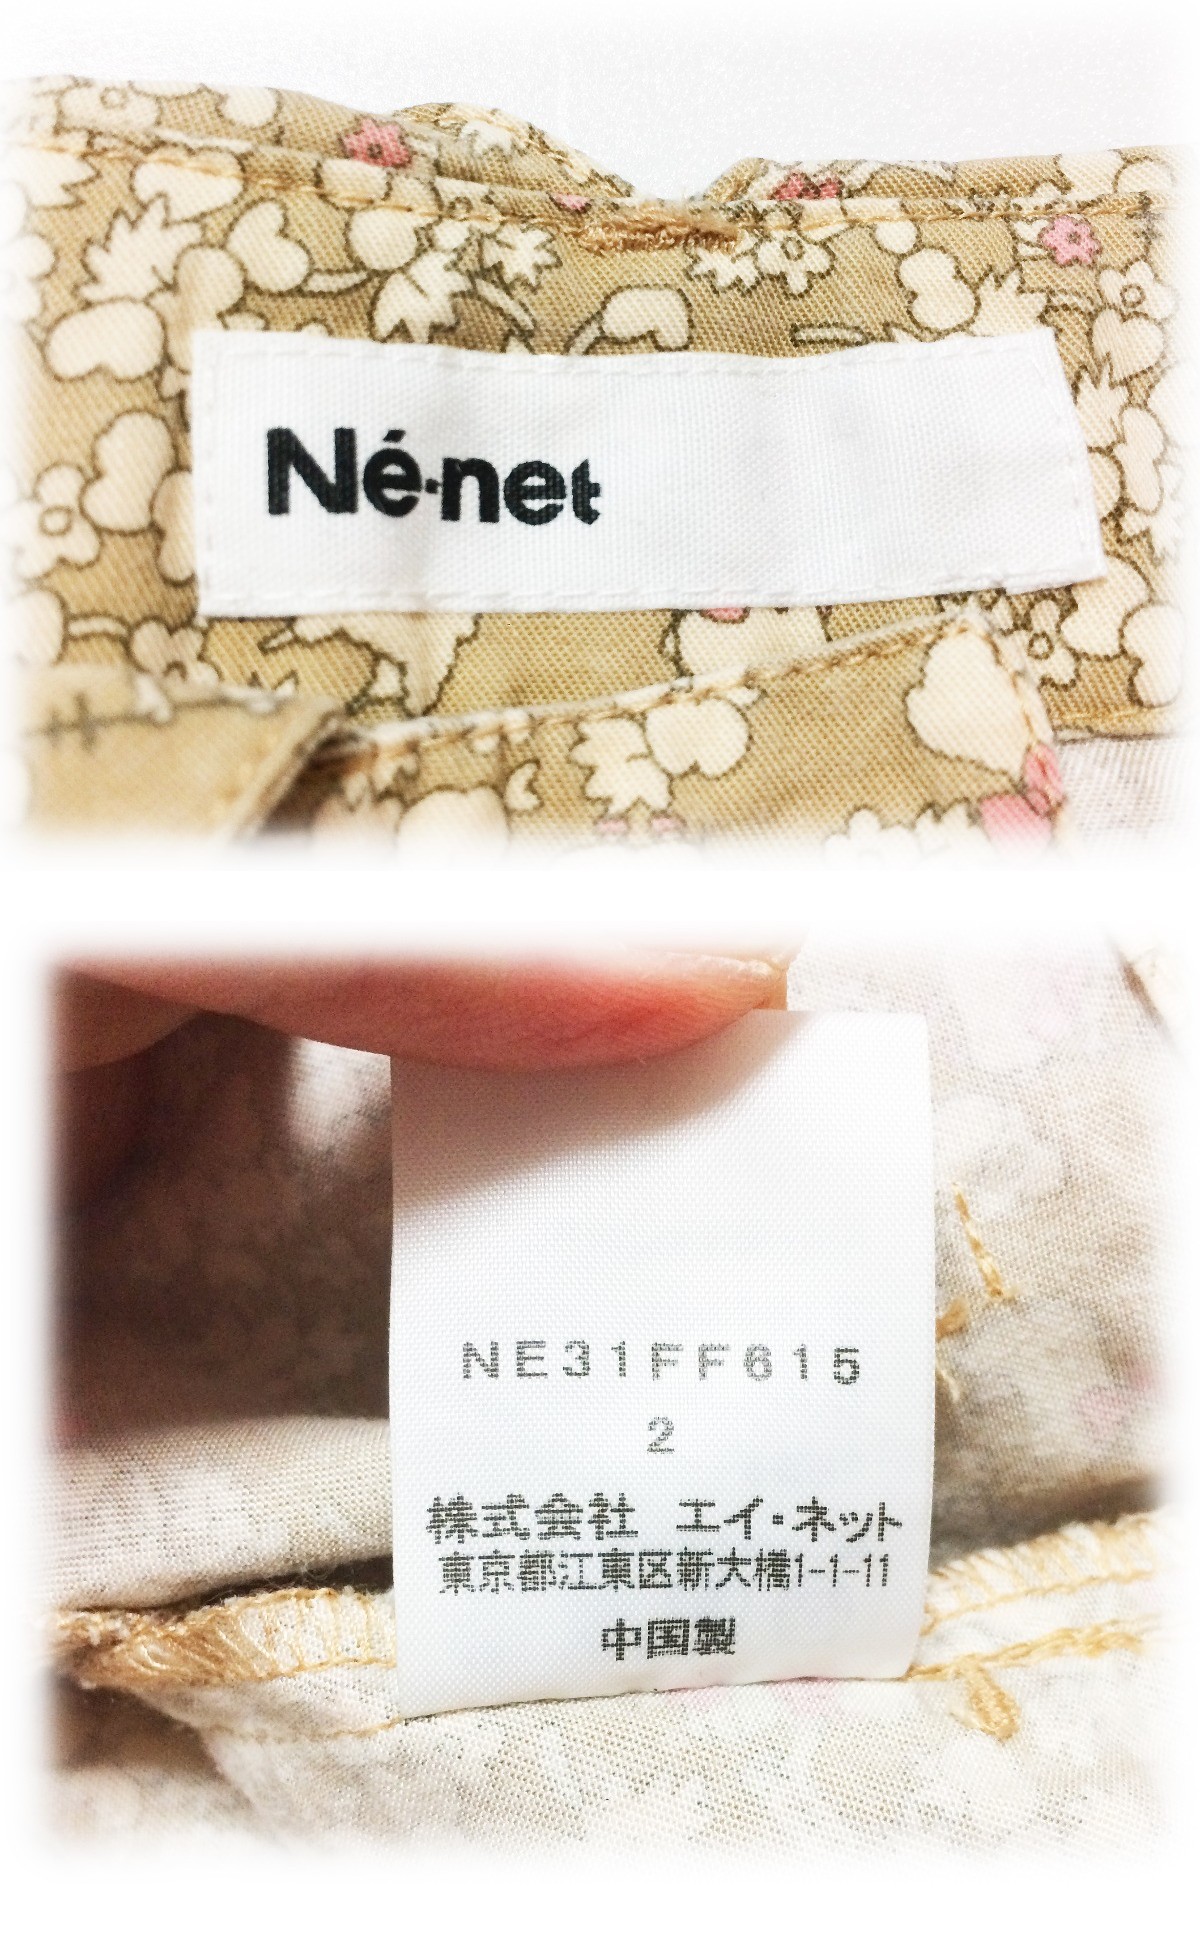 Né·net
NE31FF615
2
株式会社 エイ・ネット
東京都江東区新大橋1-1-11
中国製